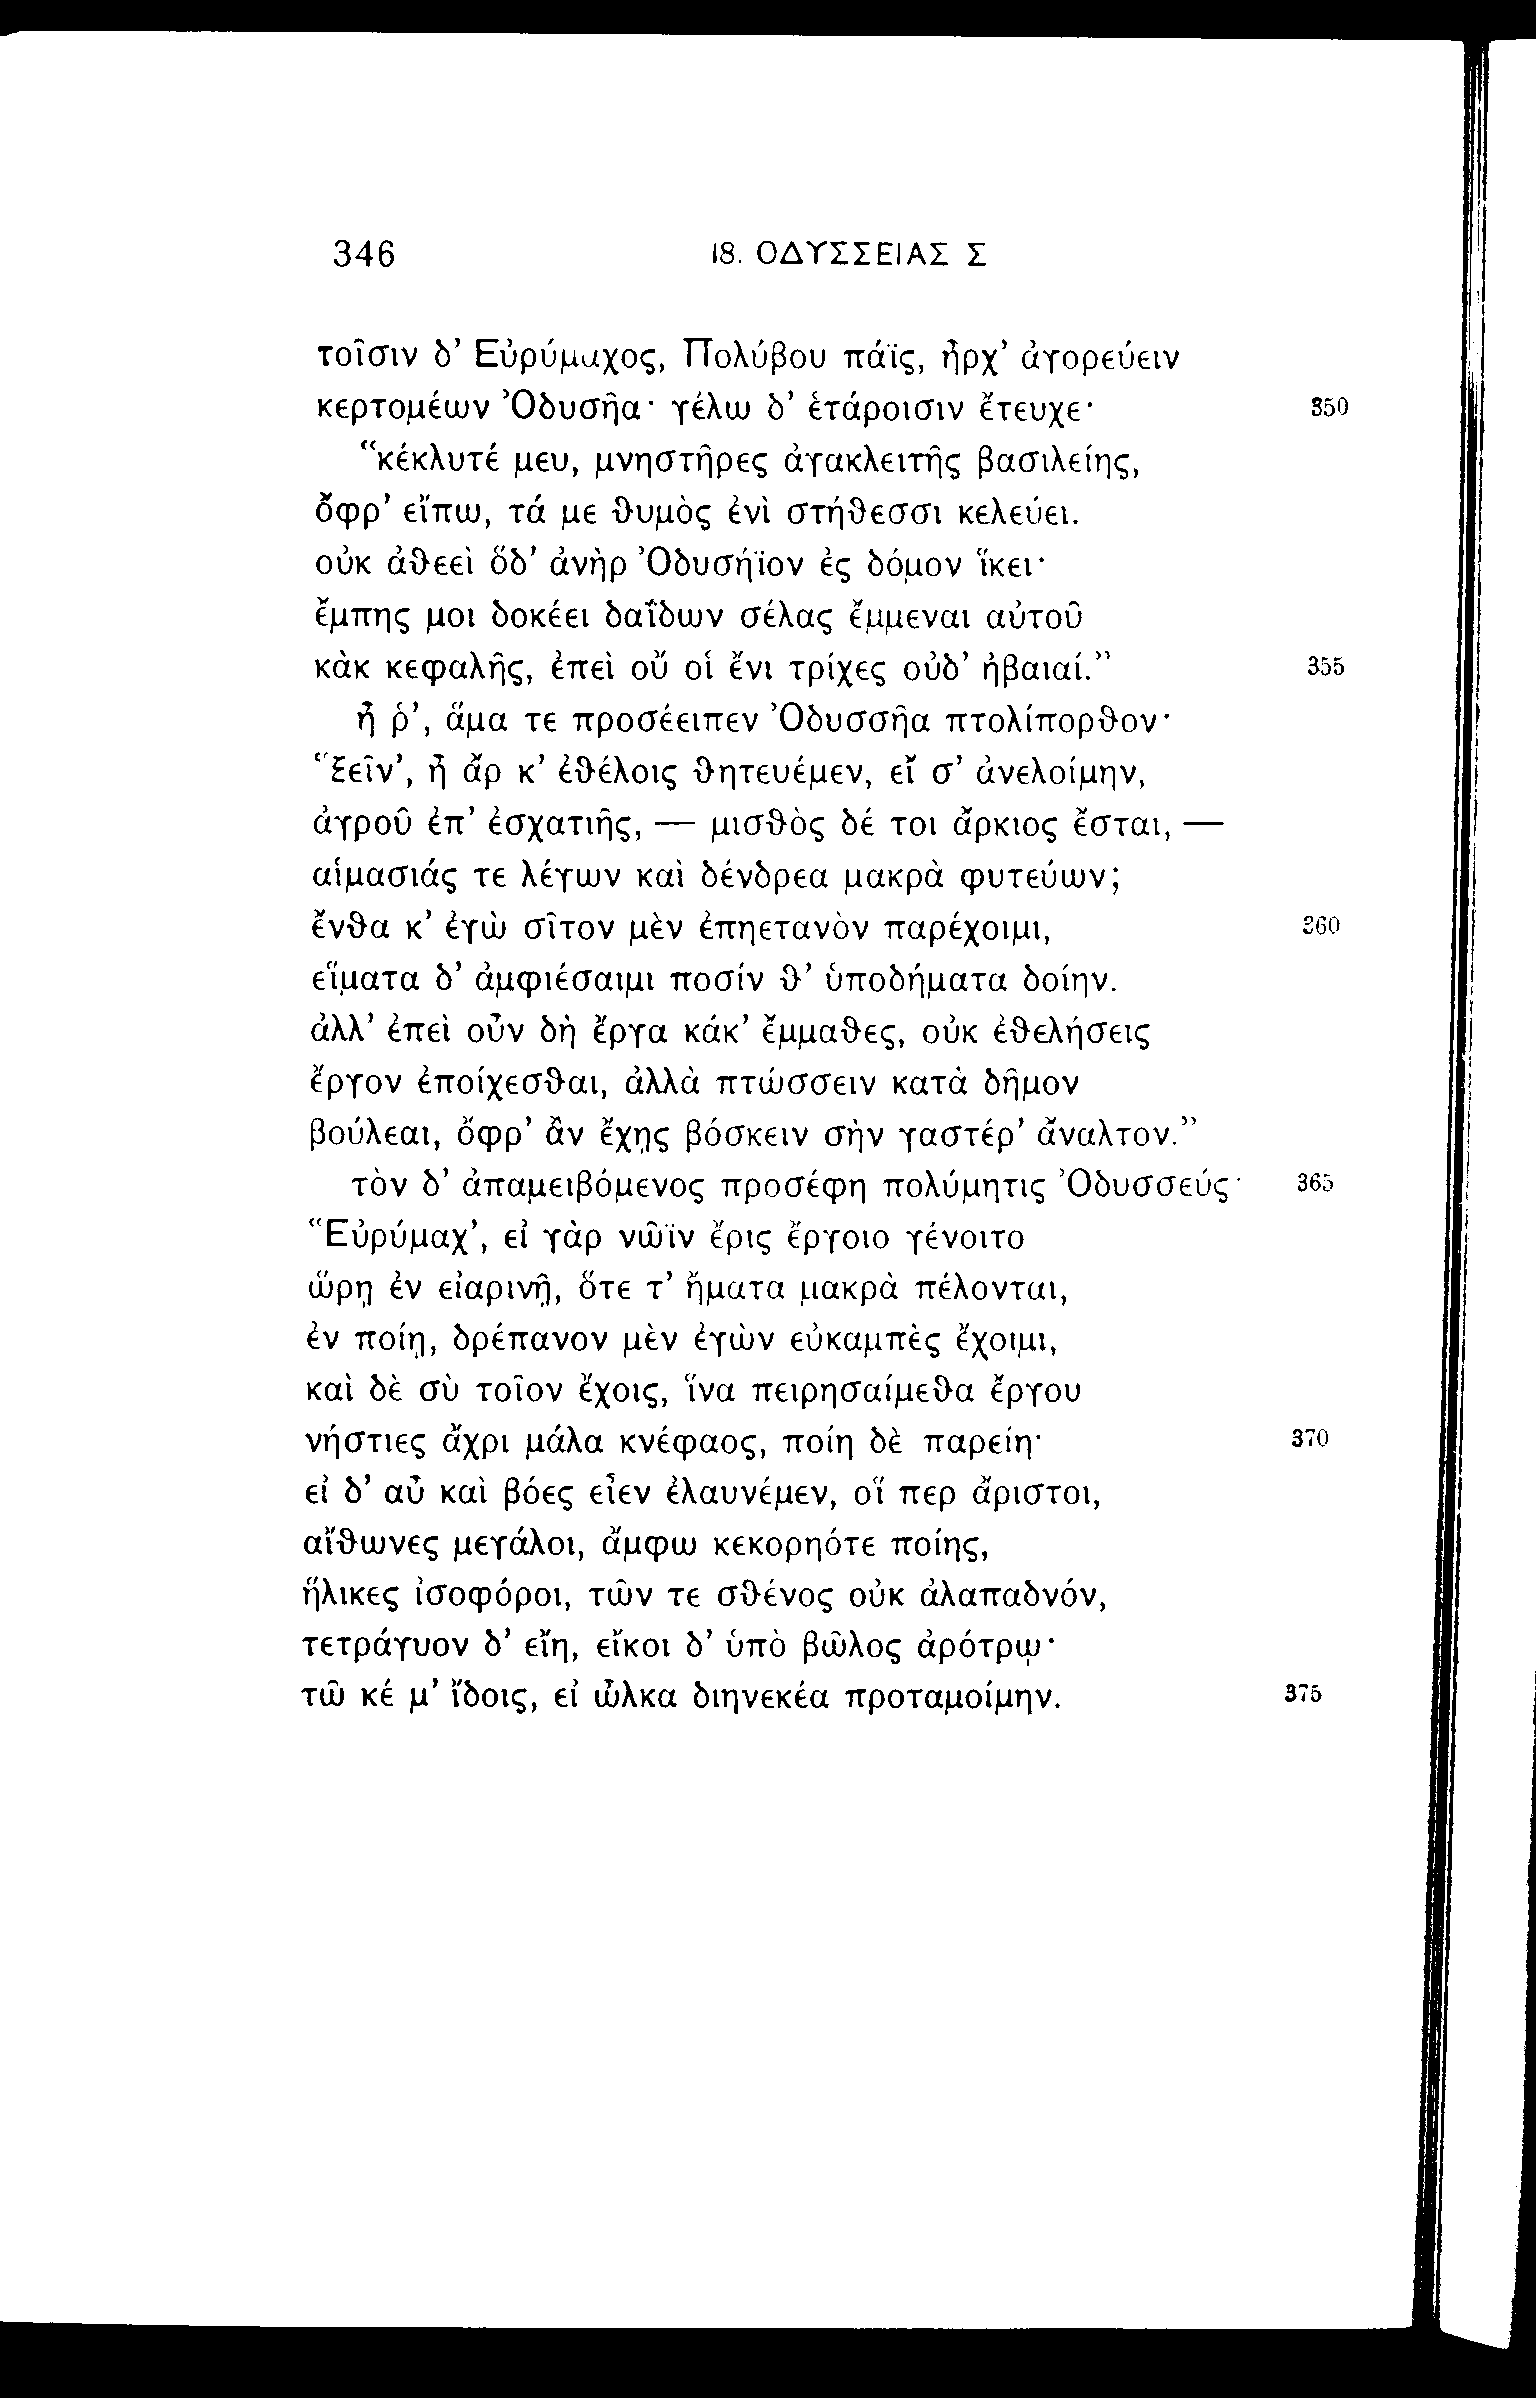 346 18. ΟΔΥΣΣΕΙΑΣ Σ
τοῖσιν δ’ Εὐρύμαχος, Πολύβου πάϊς, ἦρχ’ ἀγορεύειν
κερτομέων Ὀδυσῆα· γέλω δ’ ἑτάροισιν ἔτευχε· 350
“κέκλυτέ μευ, μνηστῆρες ἀγακλειτῆς βασιλείης,
ὄφρ’ εἴπω, τά με θυμὸς ἐνὶ στήθεσσι κελεύει.
οὐκ ἀθεεὶ ὅδ’ ἀνὴρ Ὀδυσήϊον ἐς δόμον ἵκει·
ἔμπης μοι δοκέει δαΐδων σέλας ἔμμεναι αὐτοῦ
κὰκ κεφαλῆς, ἐπεὶ οὔ οἱ ἔνι τρίχες οὐδ’ ἠβαιαί.” 355
ἦ ῥ’, ἅμα τε προσέειπεν Ὀδυσσῆα πτολίπορθον·
“ξεῖν’, ἦ ἄρ κ’ ἐθέλοις θητευέμεν, εἴ σ’ ἀνελοίμην,
ἀγροῦ ἐπ’ ἐσχατιῆς, — μισθὸς δέ τοι ἄρκιος ἔσται, —
αἱμασιάς τε λέγων καὶ δένδρεα μακρὰ φυτεύων;
ἔνθα κ’ ἐγὼ σῖτον μὲν ἐπηετανὸν παρέχοιμι, 360
εἵματα δ’ ἀμφιέσαιμι ποσίν θ’ ὑποδήματα δοίην.
ἀλλ’ ἐπεὶ οὖν δὴ ἔργα κάκ’ ἔμμαθες, οὐκ ἐθελήσεις
ἔργον ἐποίχεσθαι, ἀλλὰ πτώσσειν κατὰ δῆμον
βούλεαι, ὄφρ’ ἂν ἔχῃς βόσκειν σὴν γαστέρ’ ἄναλτον.”
τὸν δ’ ἀπαμειβόμενος προσέφη πολύμητις Ὀδυσσεύς· 365
“Εὐρύμαχ’, εἰ γὰρ νῶϊν ἔρις ἔργοιο γένοιτο
ὥρῃ ἐν εἰαρινῇ, ὅτε τ’ ἤματα μακρὰ πέλονται,
ἐν ποίῃ, δρέπανον μὲν ἐγὼν εὐκαμπὲς ἔχοιμι,
καὶ δὲ σὺ τοῖον ἔχοις, ἵνα πειρησαίμεθα ἔργου
νήστιες ἄχρι μάλα κνέφαος, ποίη δὲ παρείη· 370
εἰ δ’ αὖ καὶ βόες εἶεν ἐλαυνέμεν, οἵ περ ἄριστοι,
αἴθωνες μεγάλοι, ἄμφω κεκορηότε ποίης,
ἥλικες ἰσοφόροι, τῶν τε σθένος οὐκ ἀλαπαδνόν,
τετράγυον δ’ εἴη, εἴκοι δ’ ὑπὸ βῶλος ἀρότρῳ·
τῶ κέ μ’ ἴδοις, εἰ ὦλκα διηνεκέα προταμοίμην. 375